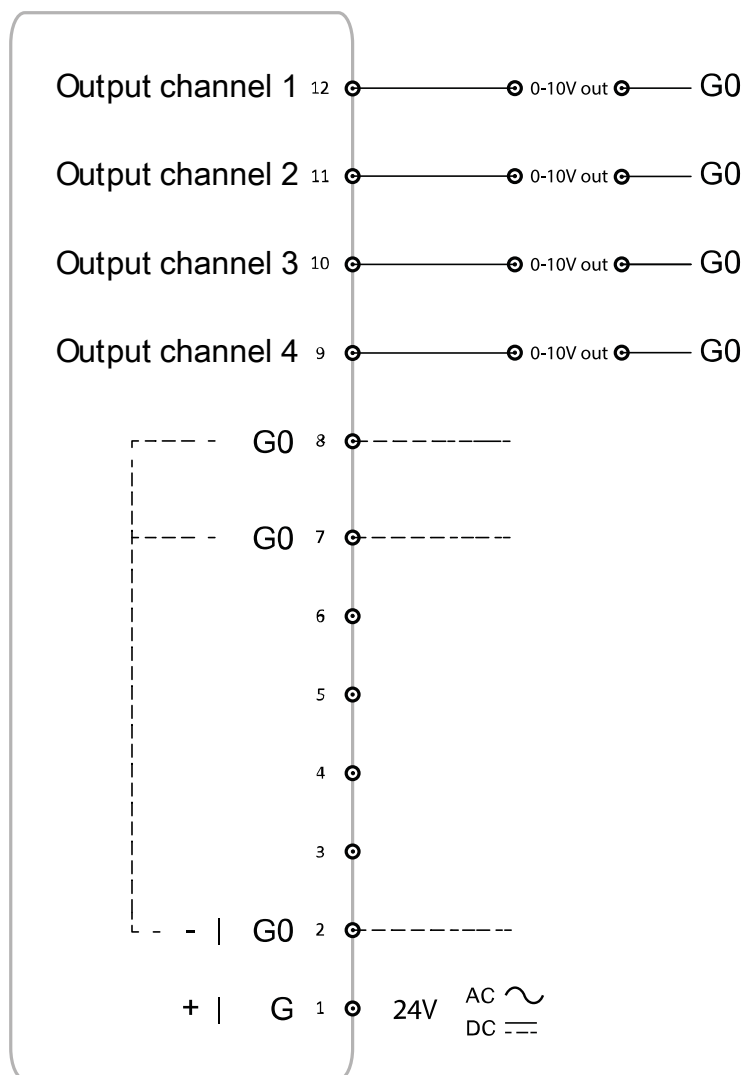 Output channel 1 12 0-10V out G0
Output channel 2 11 0-10V out G0
Output channel 3 10 0-10V out G0
Output channel 4 9 0-10V out G0
G0 8
G0 7
6
5
4
3
- | G0 2
+ | G 1 24V AC
DC